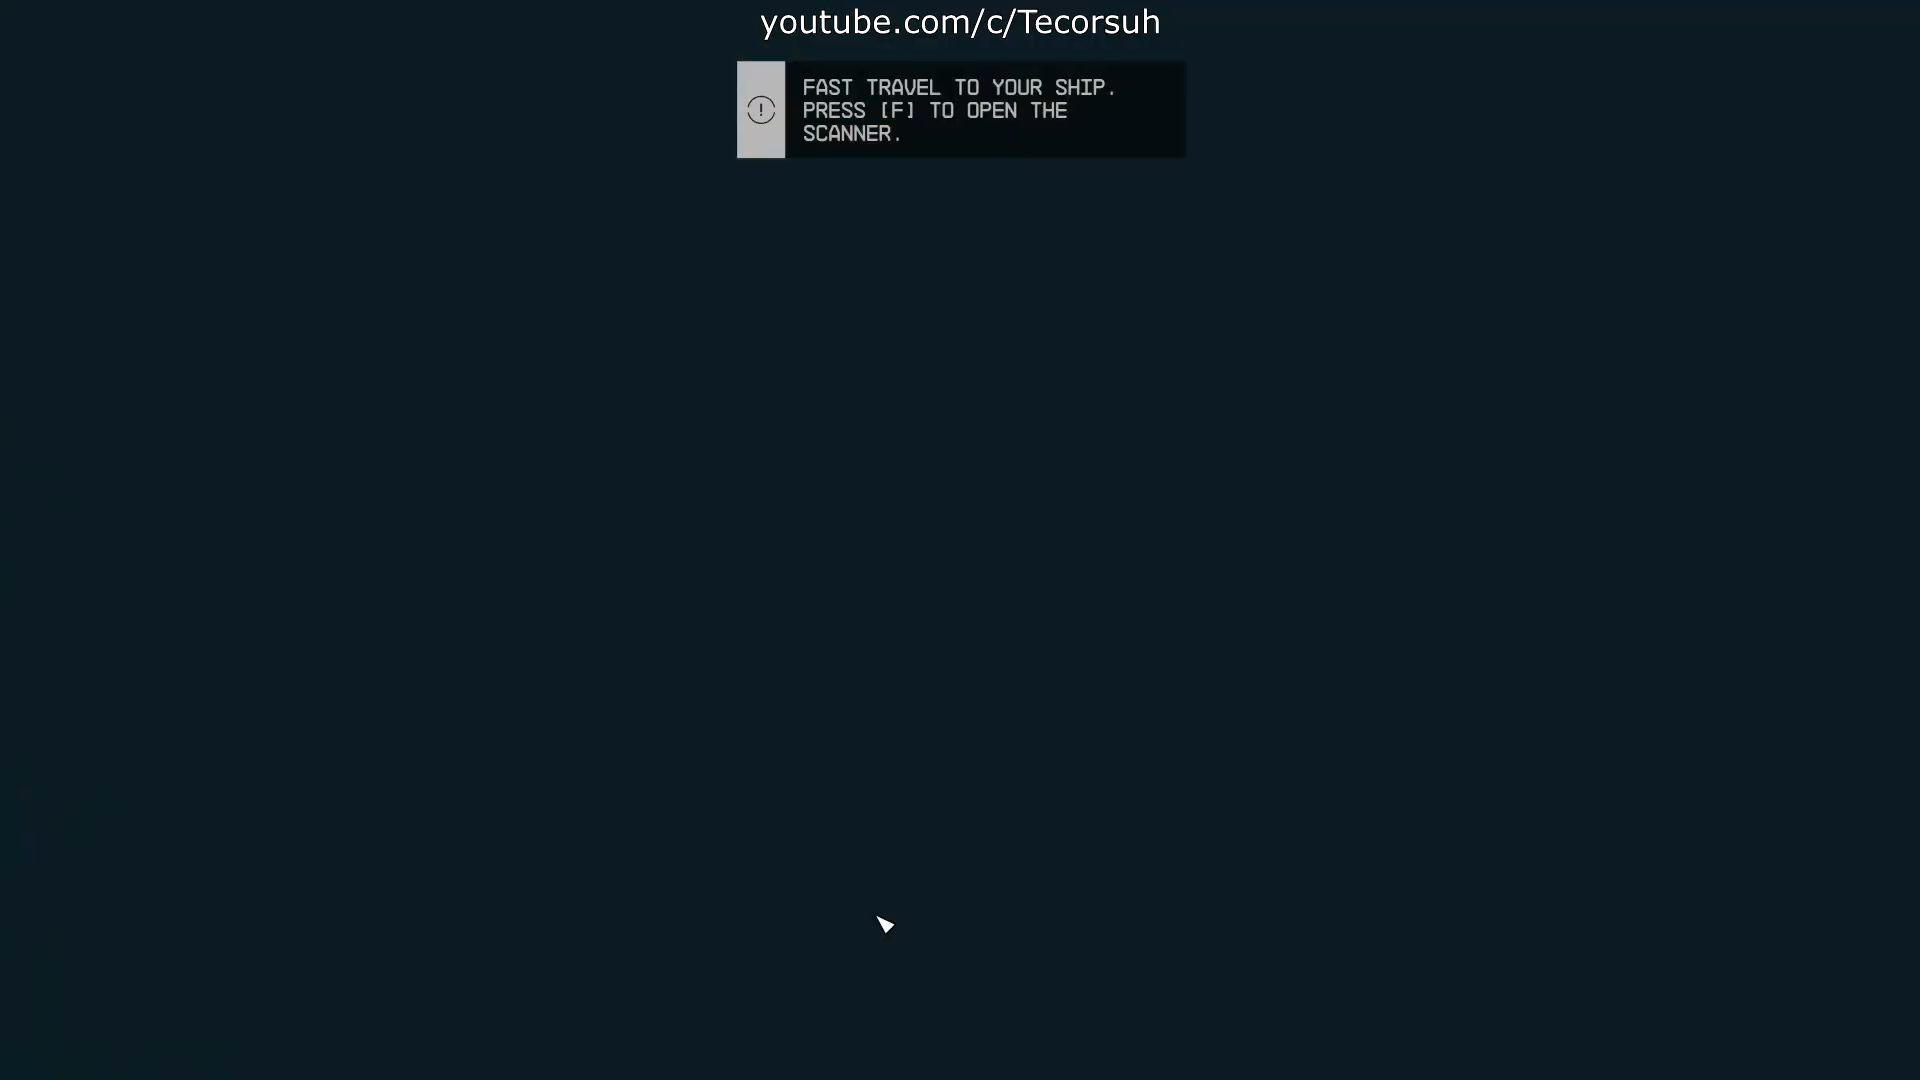 youtube.com/c/Tecorsuh
FAST TRAVEL TO YOUR SHIP.
PRESS [F] TO OPEN THE
SCANNER.